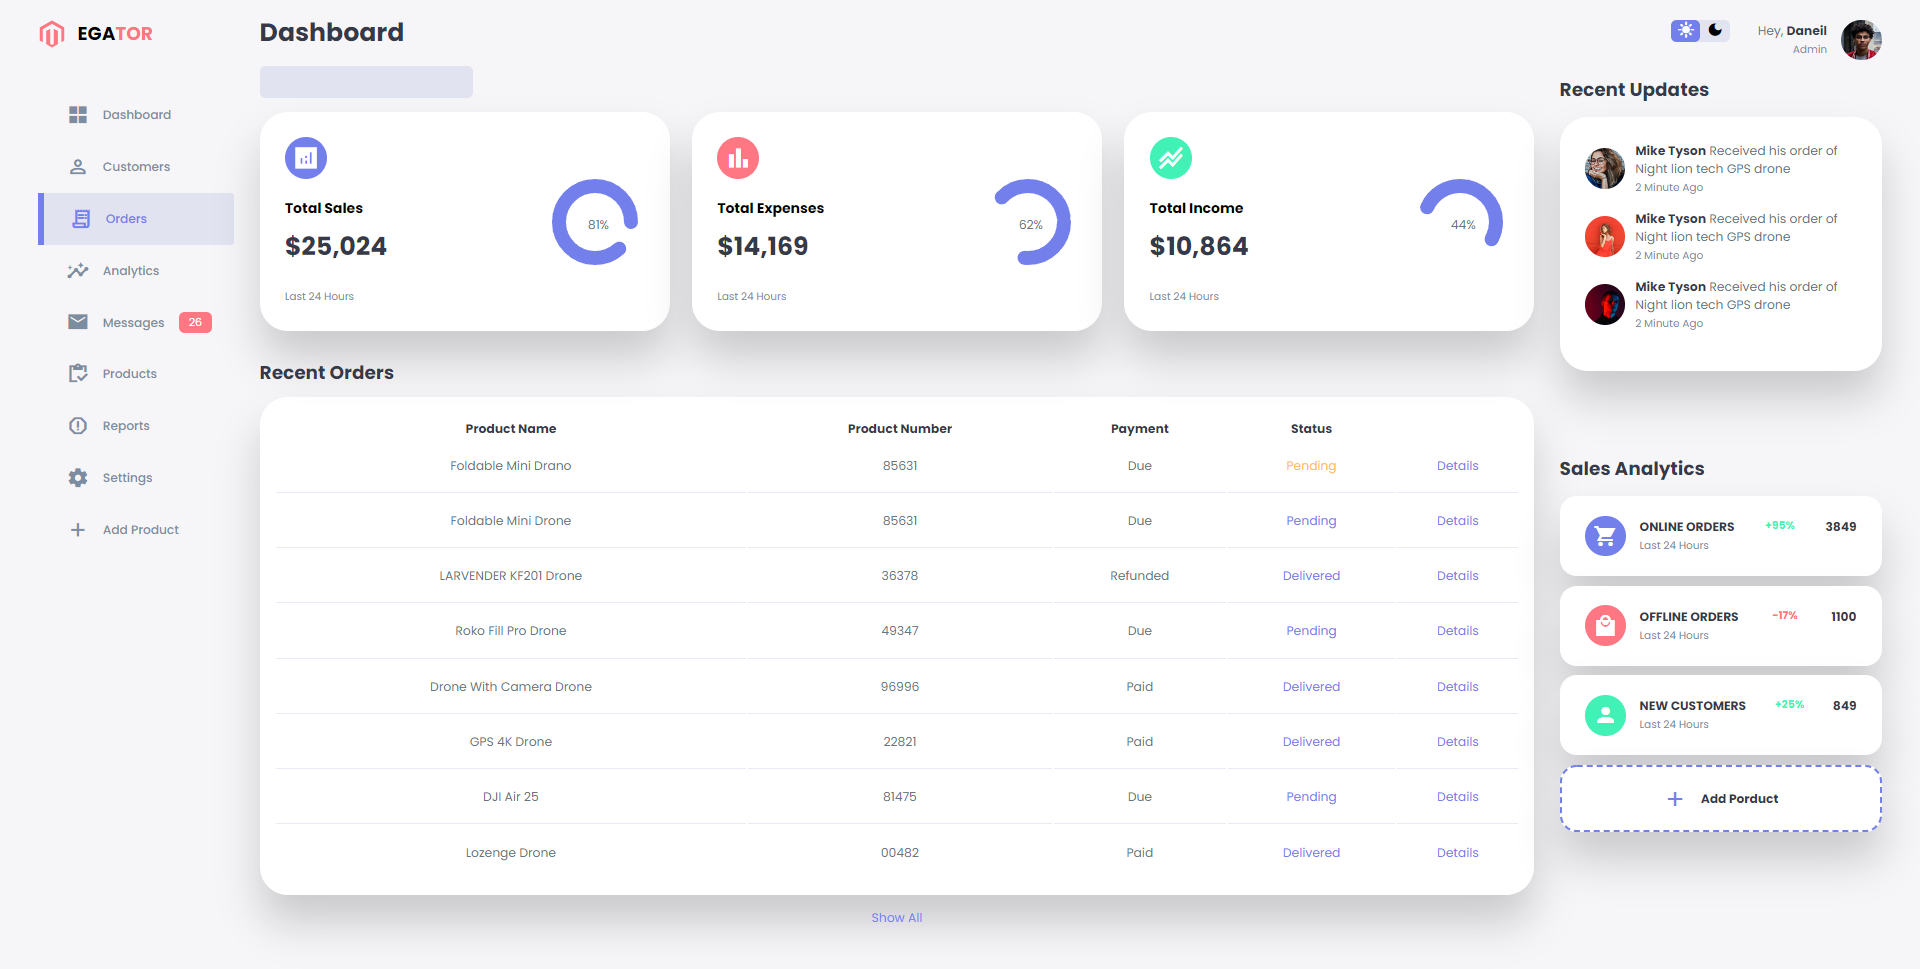 EGATOR
Dashboard
Customers
Orders
Analytics
Messages 26
Products
Reports
Settings
Add Product
Dashboard
Total Sales
$25,024
81%
Last 24 Hours
Total Expenses
$14,169
62%
Last 24 Hours
Total Income
$10,864
44%
Last 24 Hours
Recent Orders
Product Name Product Number Payment Status
Foldable Mini Drano 85631 Due Pending Details
Foldable Mini Drone 85631 Due Pending Details
LARVENDER KF201 Drone 36378 Refunded Delivered Details
Roko Fill Pro Drone 49347 Due Pending Details
Drone With Camera Drone 96996 Paid Delivered Details
GPS 4K Drone 22821 Paid Delivered Details
DJI Air 25 81475 Due Pending Details
Lozenge Drone 00482 Paid Delivered Details
Show All
Hey, Daneil
Admin
Recent Updates
Mike Tyson Received his order of
Night lion tech GPS drone
2 Minute Ago
Mike Tyson Received his order of
Night lion tech GPS drone
2 Minute Ago
Mike Tyson Received his order of
Night lion tech GPS drone
2 Minute Ago
Sales Analytics
ONLINE ORDERS +95% 3849
Last 24 Hours
OFFLINE ORDERS -17% 1100
Last 24 Hours
NEW CUSTOMERS +25% 849
Last 24 Hours
Add Porduct